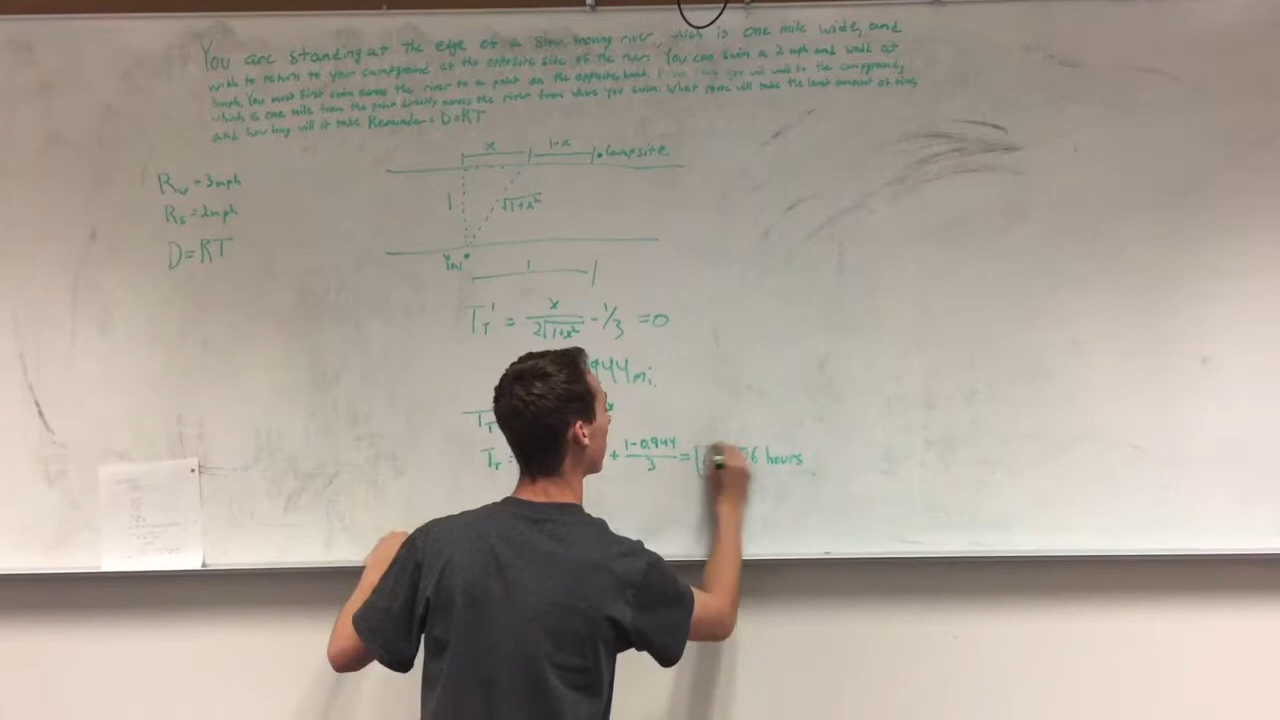 You are standing at the edge of a slow moving river, which is one mile wide, and
wish to return to your campground at the opposite side of the river. You can swim a 2 mph and walk at
3mph. You must first swim across the river to a point on the opposite bank. you will walk to the campground,
which is one mile from the point directly across the river from where you swim. What route will take the least amount of time,
and how long will it take. Reminder: D=RT
x 1-x
. Campsite
Rw = 3mph
1 √1+x²
Rs = 2mph
D=RT
You
1
T_T' = x/(2√1+x²) - 1/3 = 0
944 mi.
T_T
T_T = + (1-0.944)/3 = 6 hours